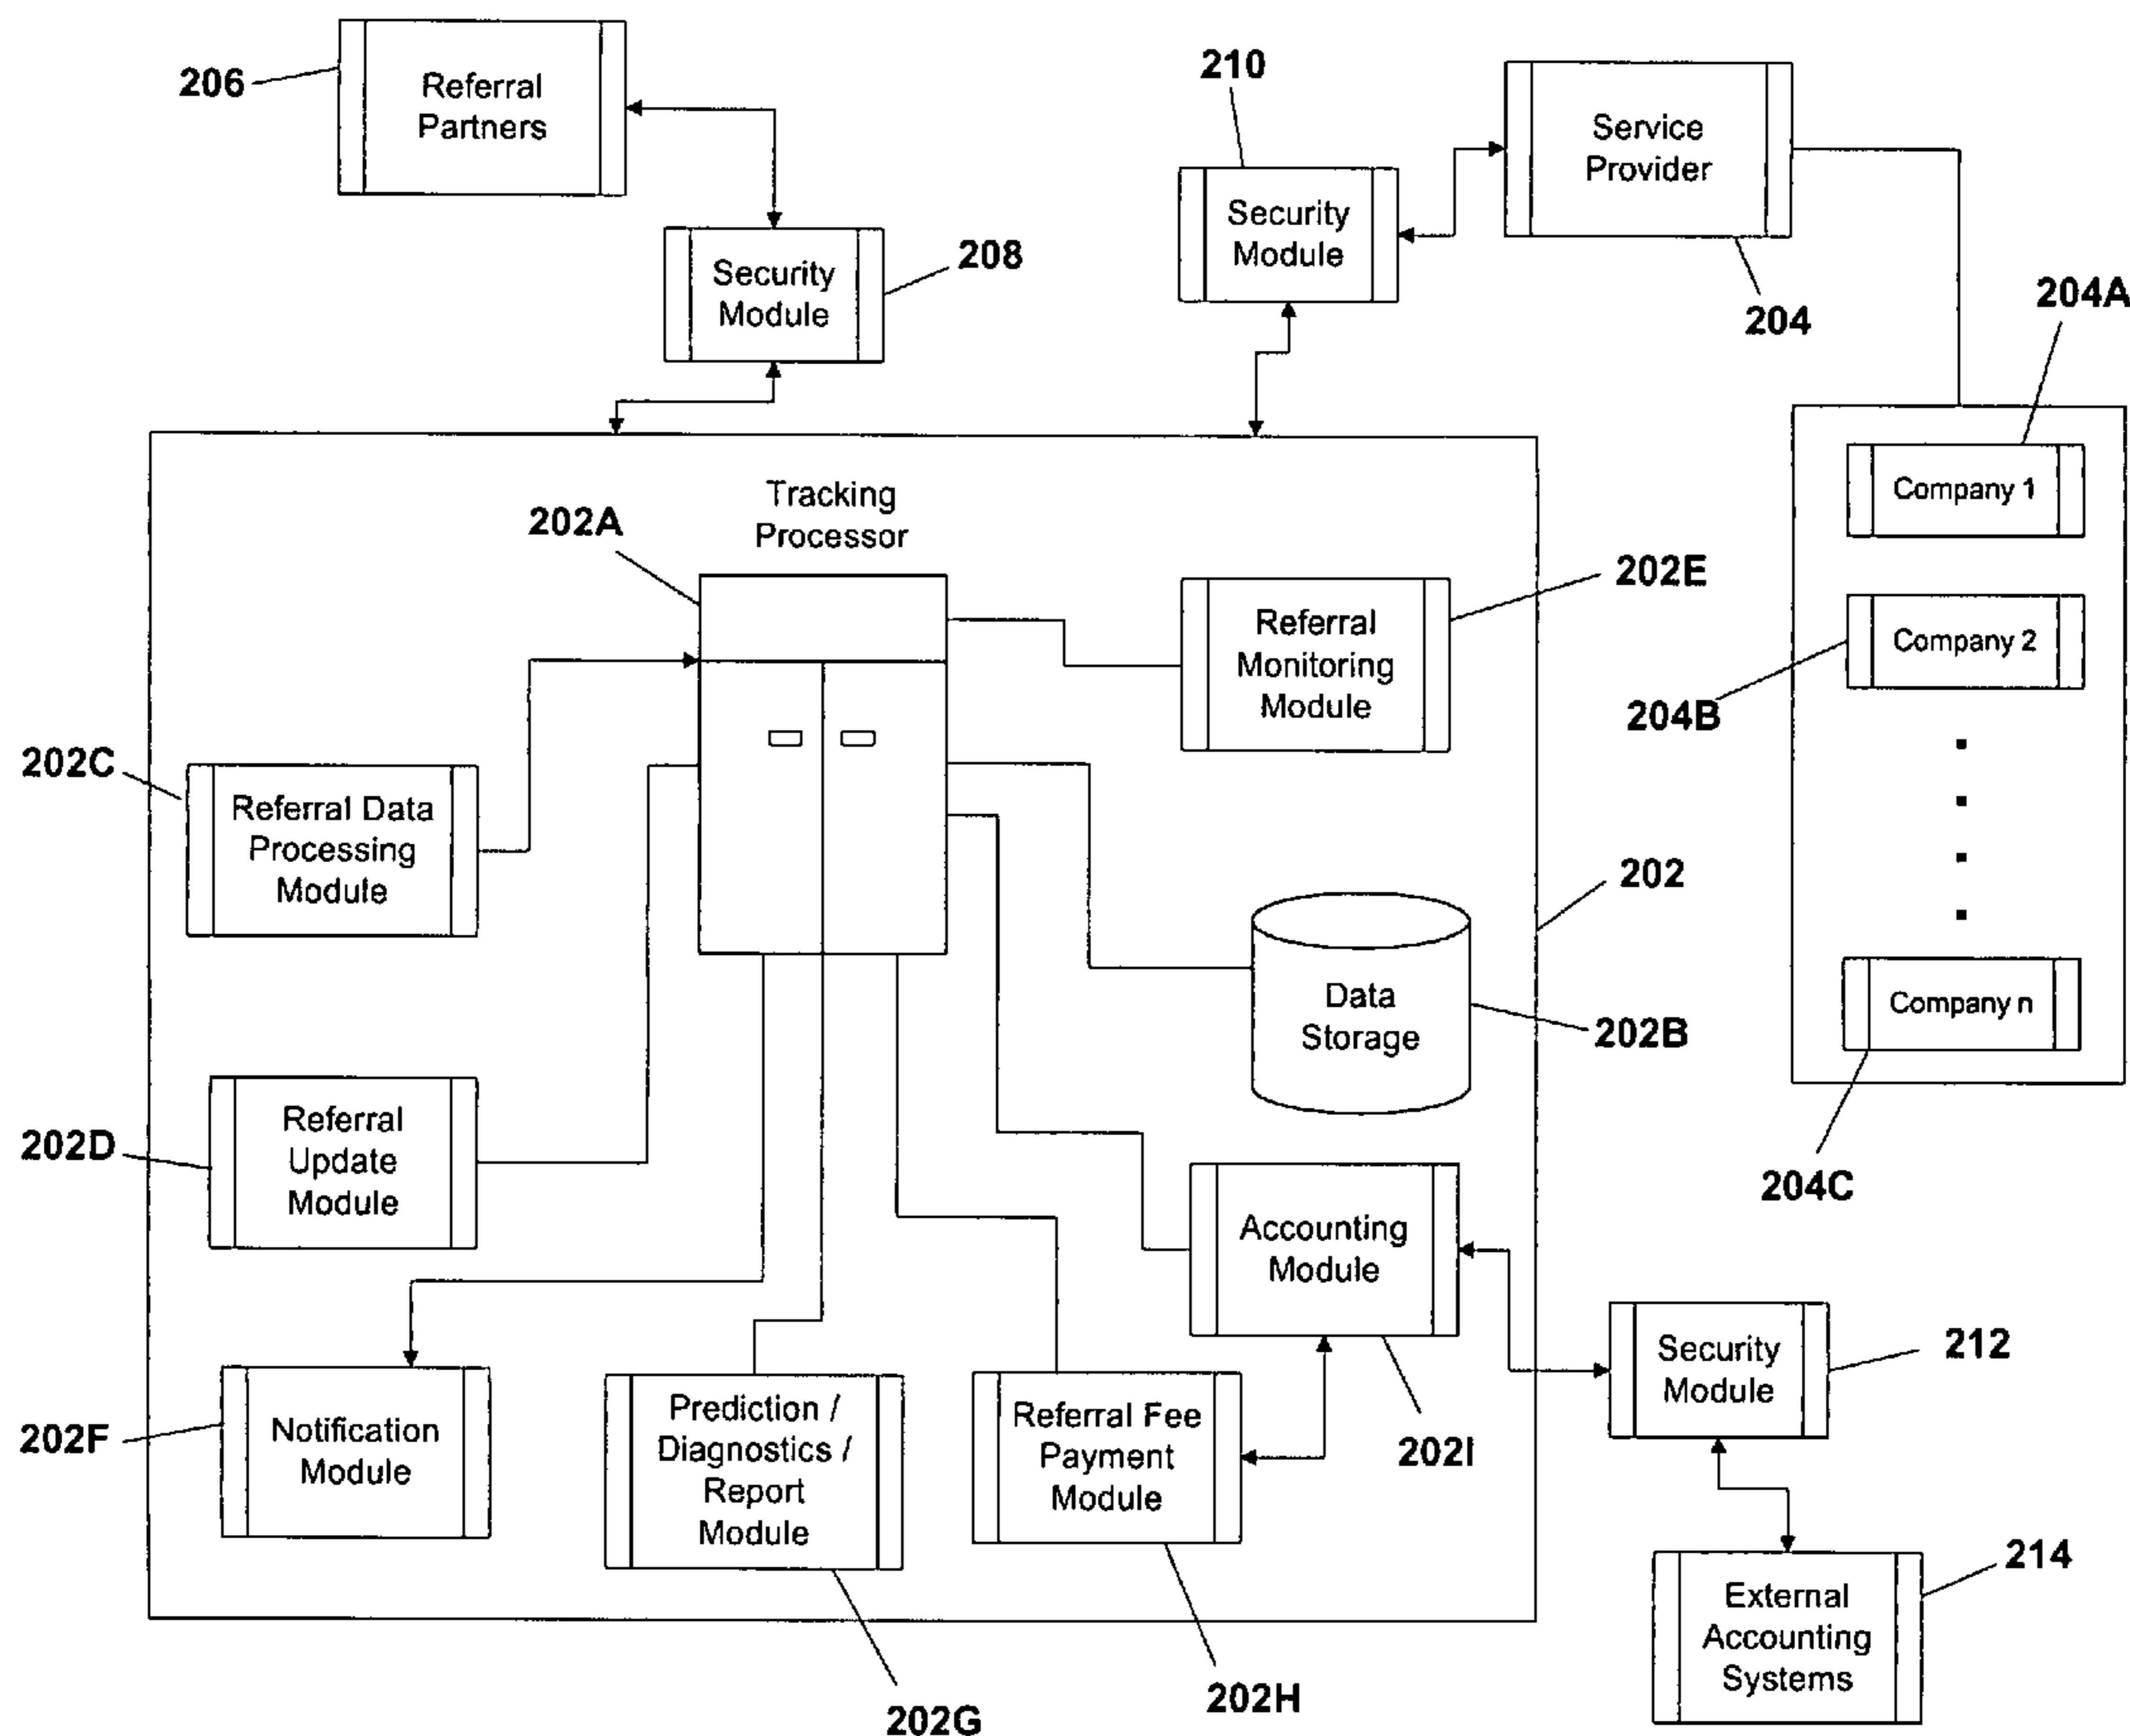 206
Referral
Partners
210
Security
Module
Service
Provider
204
Security
Module
208
204A
Company 1
Company 2
204B
Company n
204C
Tracking
Processor
202A
202E
Referral
Monitoring
Module
202C
Referral Data
Processing
Module
202
Data
Storage
202B
202D
Referral
Update
Module
Accounting
Module
202I
Security
Module
212
202F
Notification
Module
Prediction /
Diagnostics /
Report
Module
202G
Referral Fee
Payment
Module
202H
214
External
Accounting
Systems